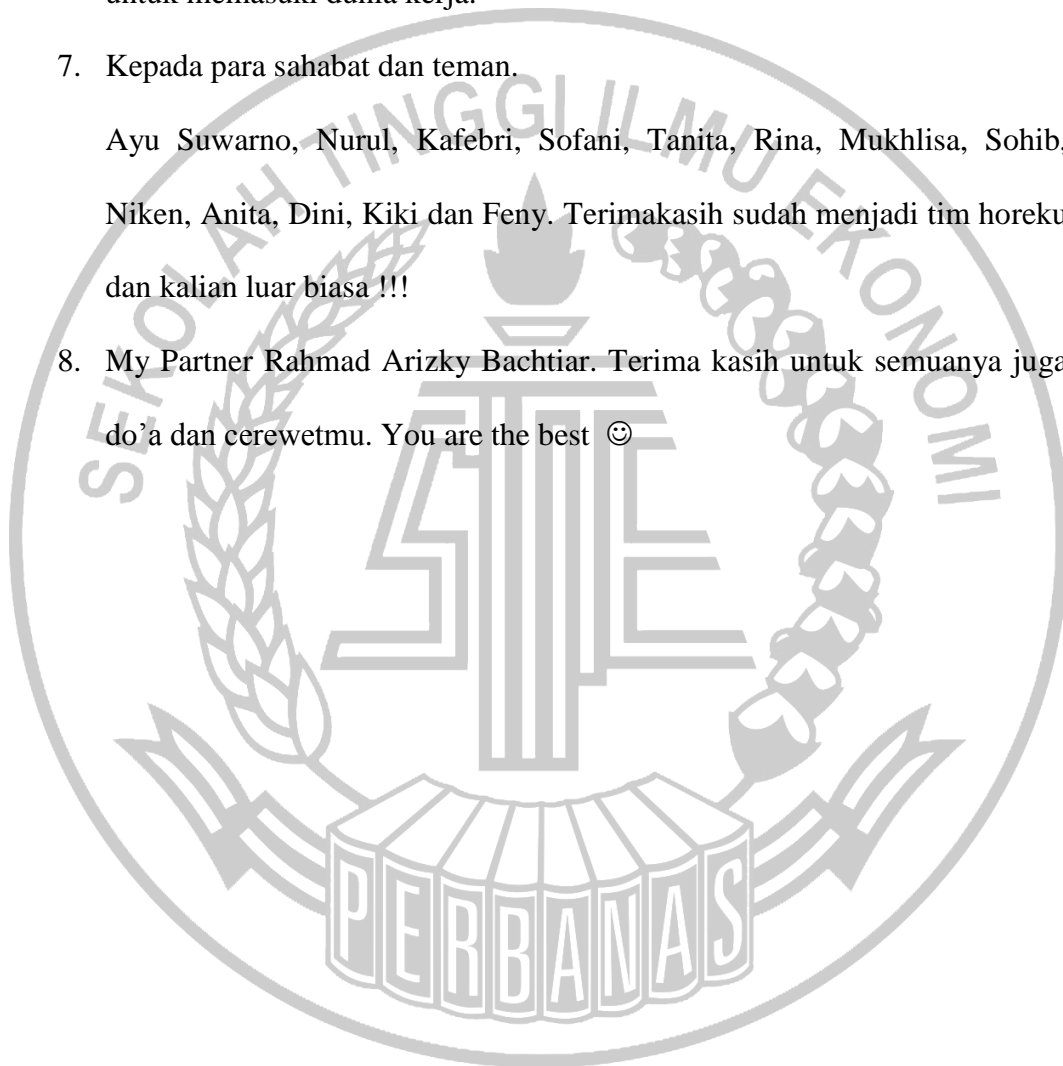 untuk memasuki dunia kerja.
7. Kepada para sahabat dan teman.
Ayu Suwarno, Nurul, Kafebri, Sofani, Tanita, Rina, Mukhlisa, Sohib,
Niken, Anita, Dini, Kiki dan Feny. Terimakasih sudah menjadi tim horeku
dan kalian luar biasa !!!
8. My Partner Rahmad Arizky Bachtiar. Terima kasih untuk semuanya juga
do’a dan cerewetmu. You are the best ☺
SEKOLAH TINGGI ILMU EKONOMI
STIE
PERBANAS